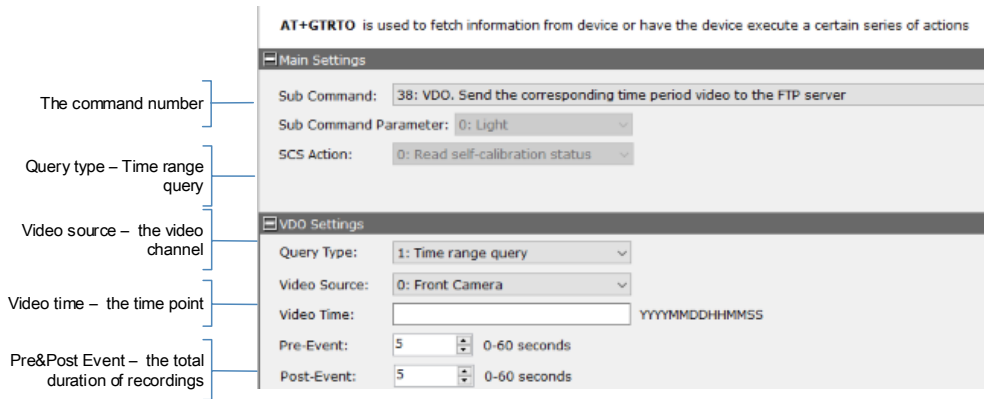 AT+GTRTO is used to fetch information from device or have the device execute a certain series of actions
Main Settings
The command number
Sub Command: 38: VDO. Send the corresponding time period video to the FTP server
Sub Command Parameter: 0: Light
SCS Action: 0: Read self-calibration status
Query type – Time range
query
Video source – the video
channel
VDO Settings
Query Type: 1: Time range query
Video Source: 0: Front Camera
Video time – the time point
Video Time: YYYYMMDDHHMMSS
Pre-Event: 5 0-60 seconds
Pre&Post Event – the total
duration of recordings
Post-Event: 5 0-60 seconds